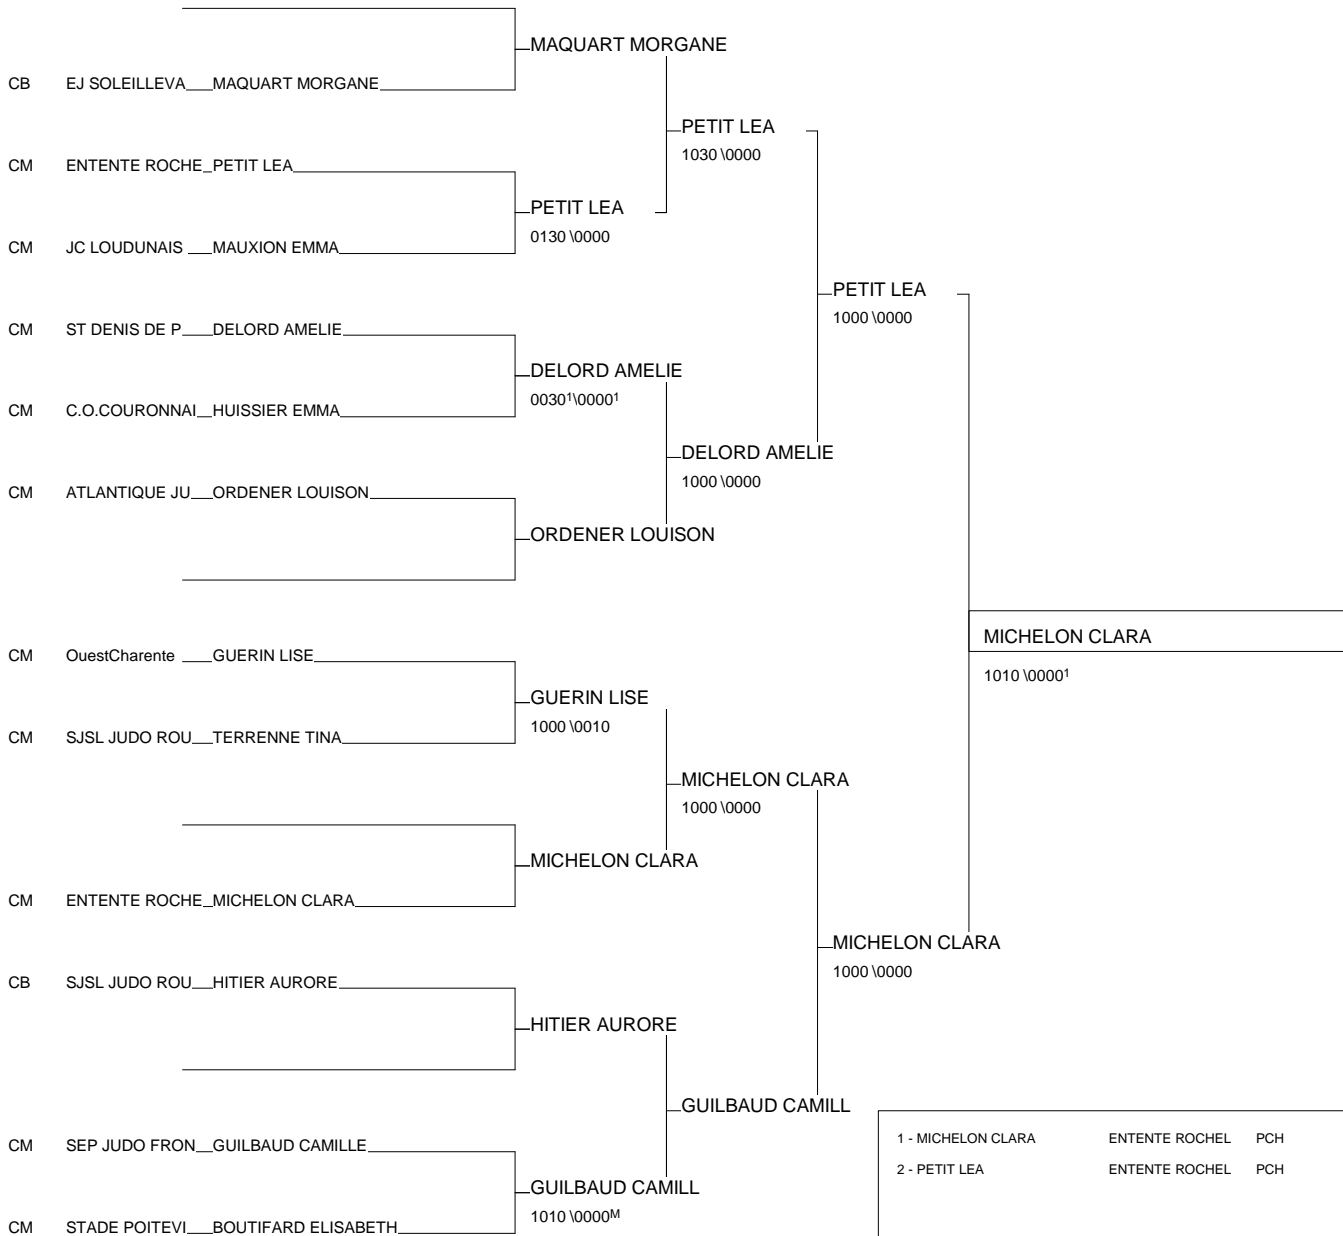 MAQUART MORGANE
CB EJ SOLEILLEVA MAQUART MORGANE
PETIT LEA
1030 \0000
CM ENTENTE ROCHE PETIT LEA
PETIT LEA
0130 \0000
CM JC LOUDUNAIS MAUXION EMMA
PETIT LEA
1000 \0000
CM ST DENIS DE P DELORD AMELIE
DELORD AMELIE
0030¹\0000¹
CM C.O.COURONNAI HUISSIER EMMA
DELORD AMELIE
1000 \0000
CM ATLANTIQUE JU ORDENER LOUISON
ORDENER LOUISON
MICHELON CLARA
1010 \0000¹
CM OuestCharente GUERIN LISE
GUERIN LISE
1000 \0010
CM SJSL JUDO ROU TERRENNE TINA
MICHELON CLARA
1000 \0000
MICHELON CLARA
CM ENTENTE ROCHE MICHELON CLARA
MICHELON CLARA
1000 \0000
CB SJSL JUDO ROU HITIER AURORE
HITIER AURORE
GUILBAUD CAMILL
CM SEP JUDO FRON GUILBAUD CAMILLE
GUILBAUD CAMILL
1010 \0000ᴹ
CM STADE POITEVI BOUTIFARD ELISABETH
1 - MICHELON CLARA ENTENTE ROCHEL PCH
2 - PETIT LEA ENTENTE ROCHEL PCH